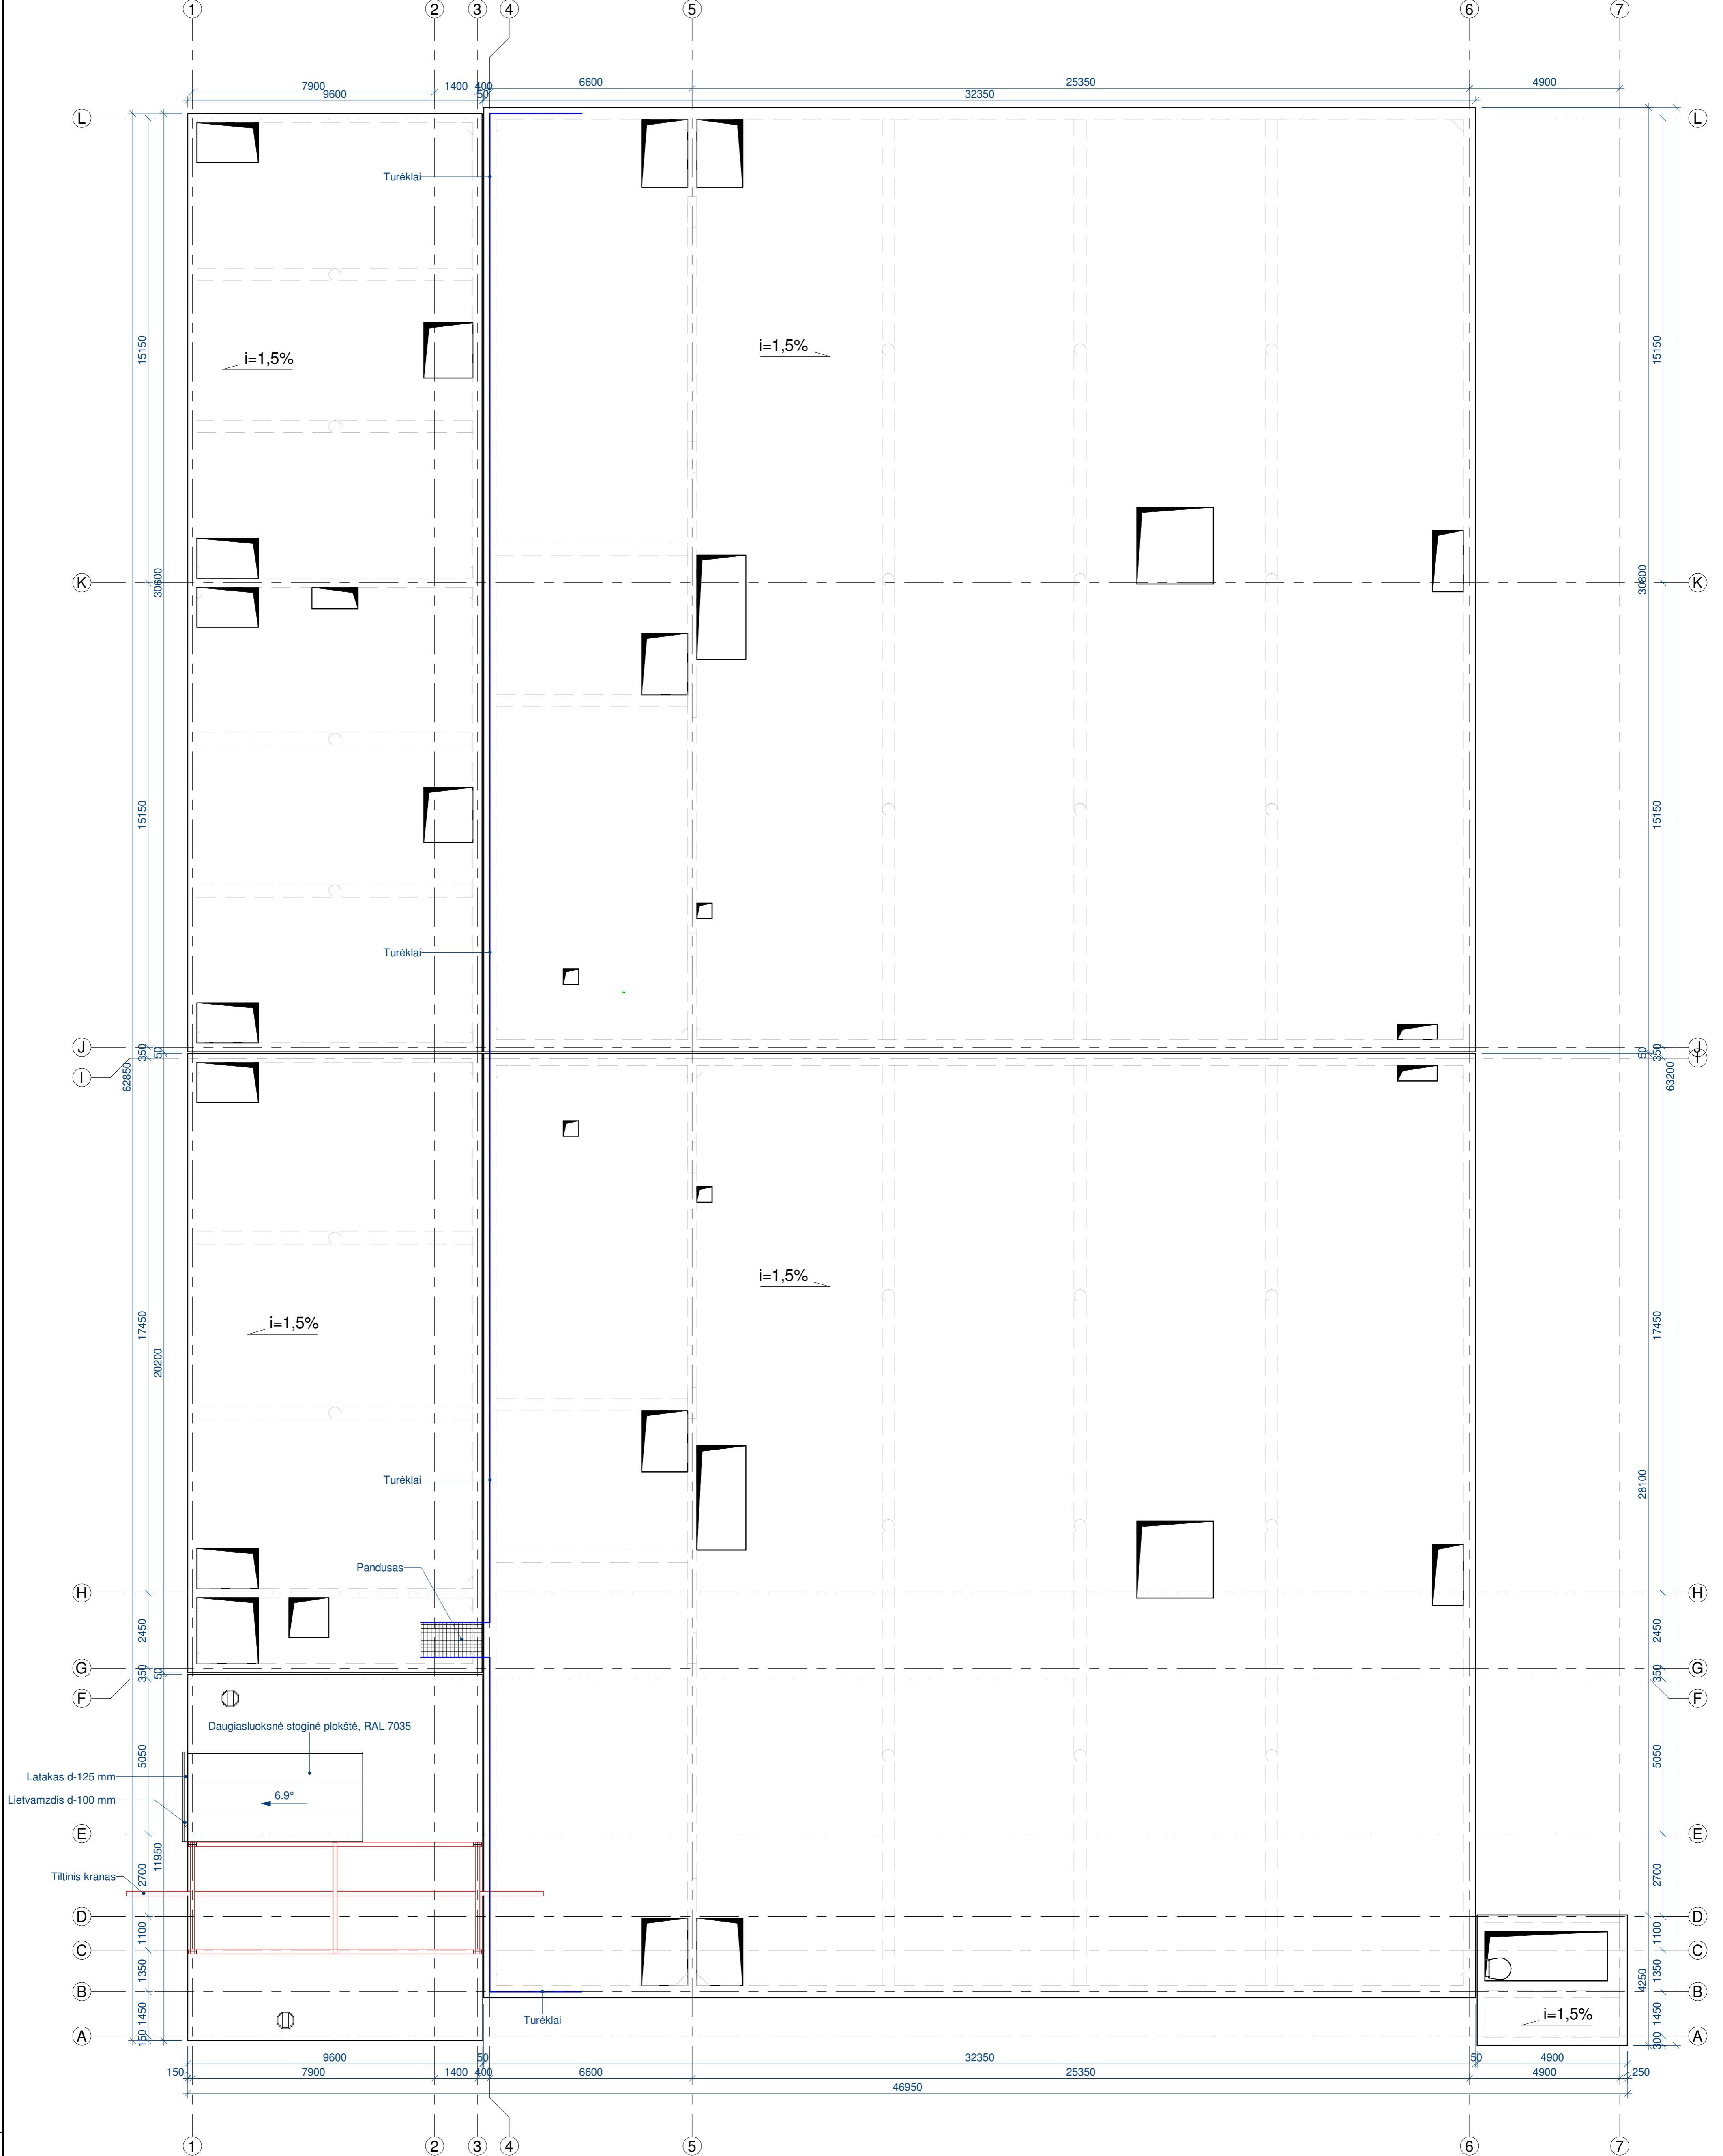 1 2 3 4 5 6 7
7900 1400 400 6600 25350 4900
9600 50 32350
L L
Turėklai
15150 15150
i=1,5% i=1,5%
K K
30600 30800
15150 15150
Turėklai
J J
350 50 50 350
I I
62850 63200
i=1,5%
i=1,5%
17450 17450
20200
Turėklai
28100
Pandusas
H H
2450 2450
G G
350 50 350
F F
Daugiasluoksnė stoginė plokštė, RAL 7035
5050 5050
Latakas d-125 mm
6.9°
Lietvamzdis d-100 mm
E E
11950
2700 2700
Tiltinis kranas
D D
1100 1100
C C
1350 1350
4250
B B
1450 1450
i=1,5%
Turėklai
A A
150 300
9600 50 32350 50 4900
150 7900 1400 400 6600 25350 4900 250
46950
1 2 3 4 5 6 7